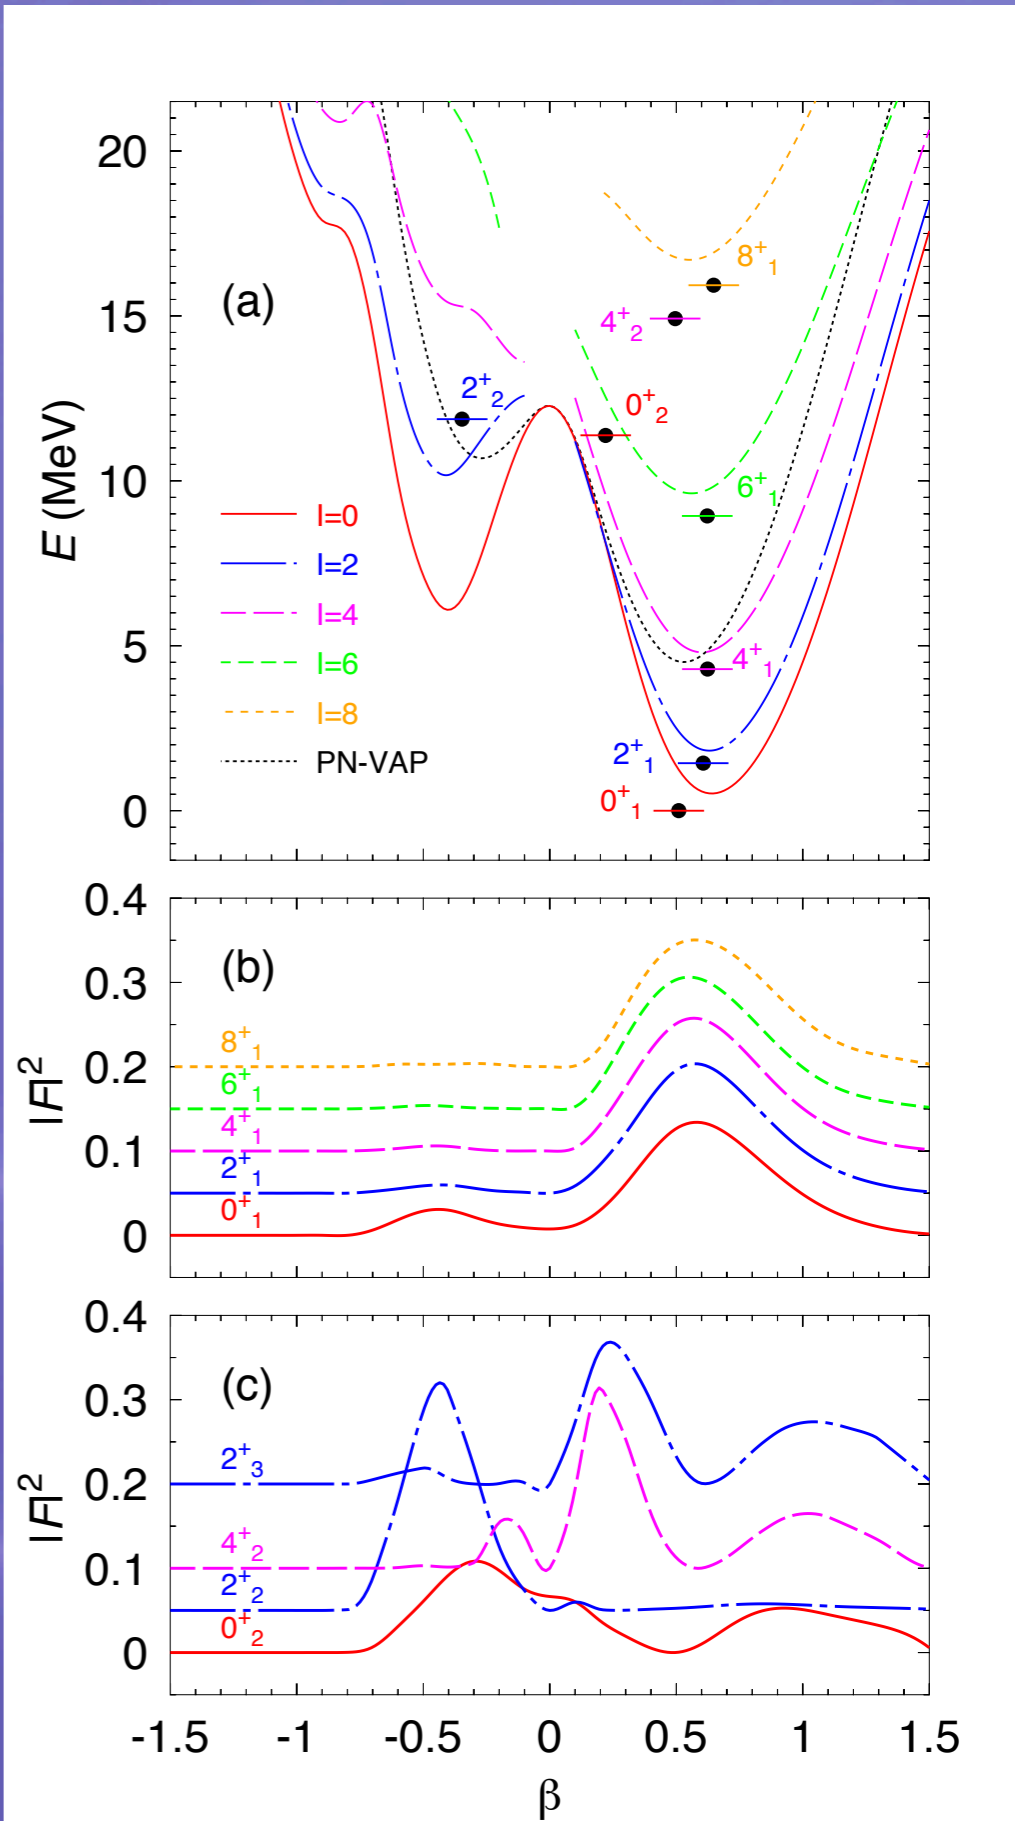 20
15
10
5
0
E (MeV)
(a)
8⁺₁
4⁺₂
2⁺₂
0⁺₂
6⁺₁
4⁺₁
2⁺₁
0⁺₁
I=0
I=2
I=4
I=6
I=8
PN-VAP
0.4
0.3
0.2
0.1
0
|F|²
(b)
8⁺₁
6⁺₁
4⁺₁
2⁺₁
0⁺₁
0.4
0.3
0.2
0.1
0
|F|²
(c)
2⁺₃
4⁺₂
2⁺₂
0⁺₂
-1.5 -1 -0.5 0 0.5 1 1.5
β